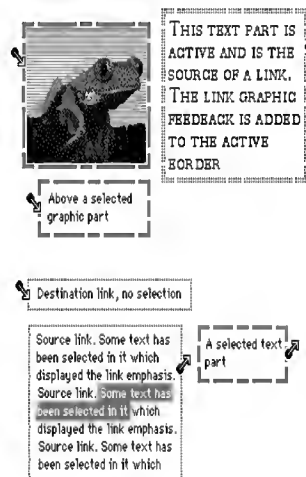 THIS TEXT PART IS
ACTIVE AND IS THE
SOURCE OF A LINK.
THE LINK GRAPHIC
FEEDBACK IS ADDED
TO THE ACTIVE
BORDER
Above a selected
graphic part
Destination link, no selection
Source link. Some text has
been selected in it which
displayed the link emphasis.
Source link. Some text has
been selected in it which
displayed the link emphasis.
Source link. Some text has
been selected in it which
A selected text
part